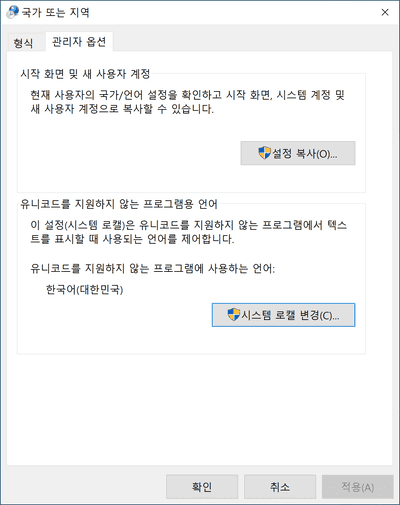 국가 또는 지역
형식
관리자 옵션
시작 화면 및 새 사용자 계정
현재 사용자의 국가/언어 설정을 확인하고 시작 화면, 시스템 계정 및
새 사용자 계정으로 복사할 수 있습니다.
설정 복사(O)...
유니코드를 지원하지 않는 프로그램용 언어
이 설정(시스템 로캘)은 유니코드를 지원하지 않는 프로그램에서 텍스
트를 표시할 때 사용되는 언어를 제어합니다.
유니코드를 지원하지 않는 프로그램에 사용하는 언어:
한국어(대한민국)
시스템 로캘 변경(C)...
확인
취소
적용(A)